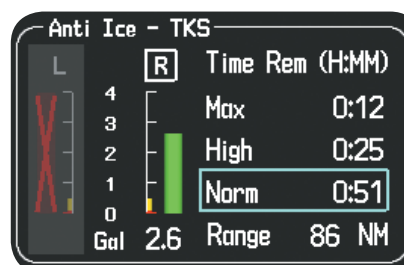 Anti Ice – TKS
L R Time Rem (H:MM)
4
Max 0:12
3
2 High 0:25
1
Norm 0:51
0
Gal 2.6 Range 86 NM